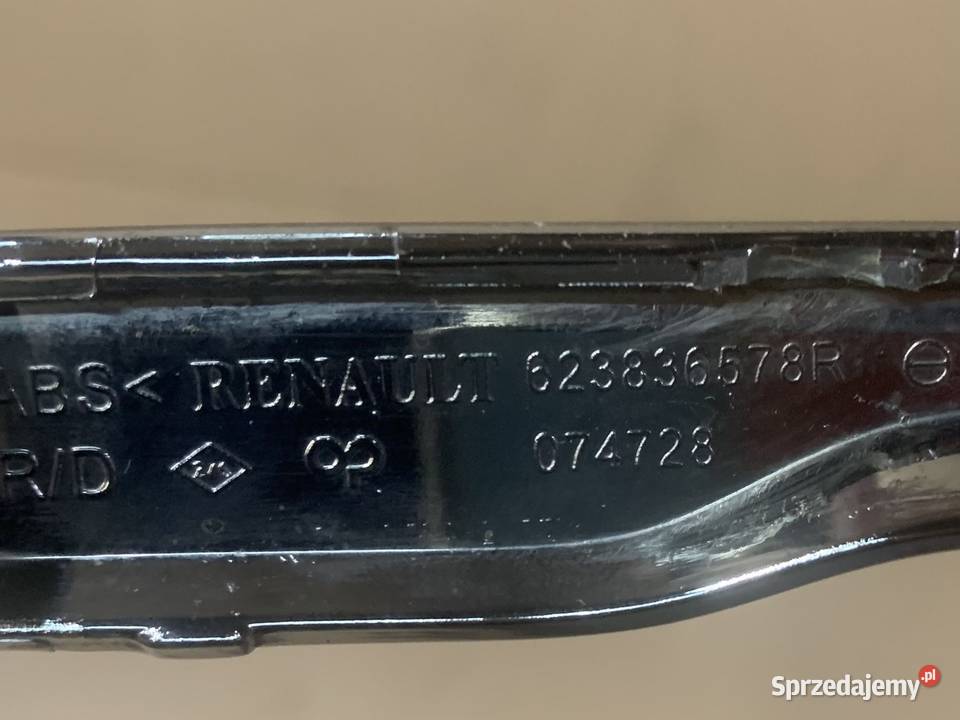 ABS< RENAULT 623836578R
R/D 074728
Sprzedajemy.pl